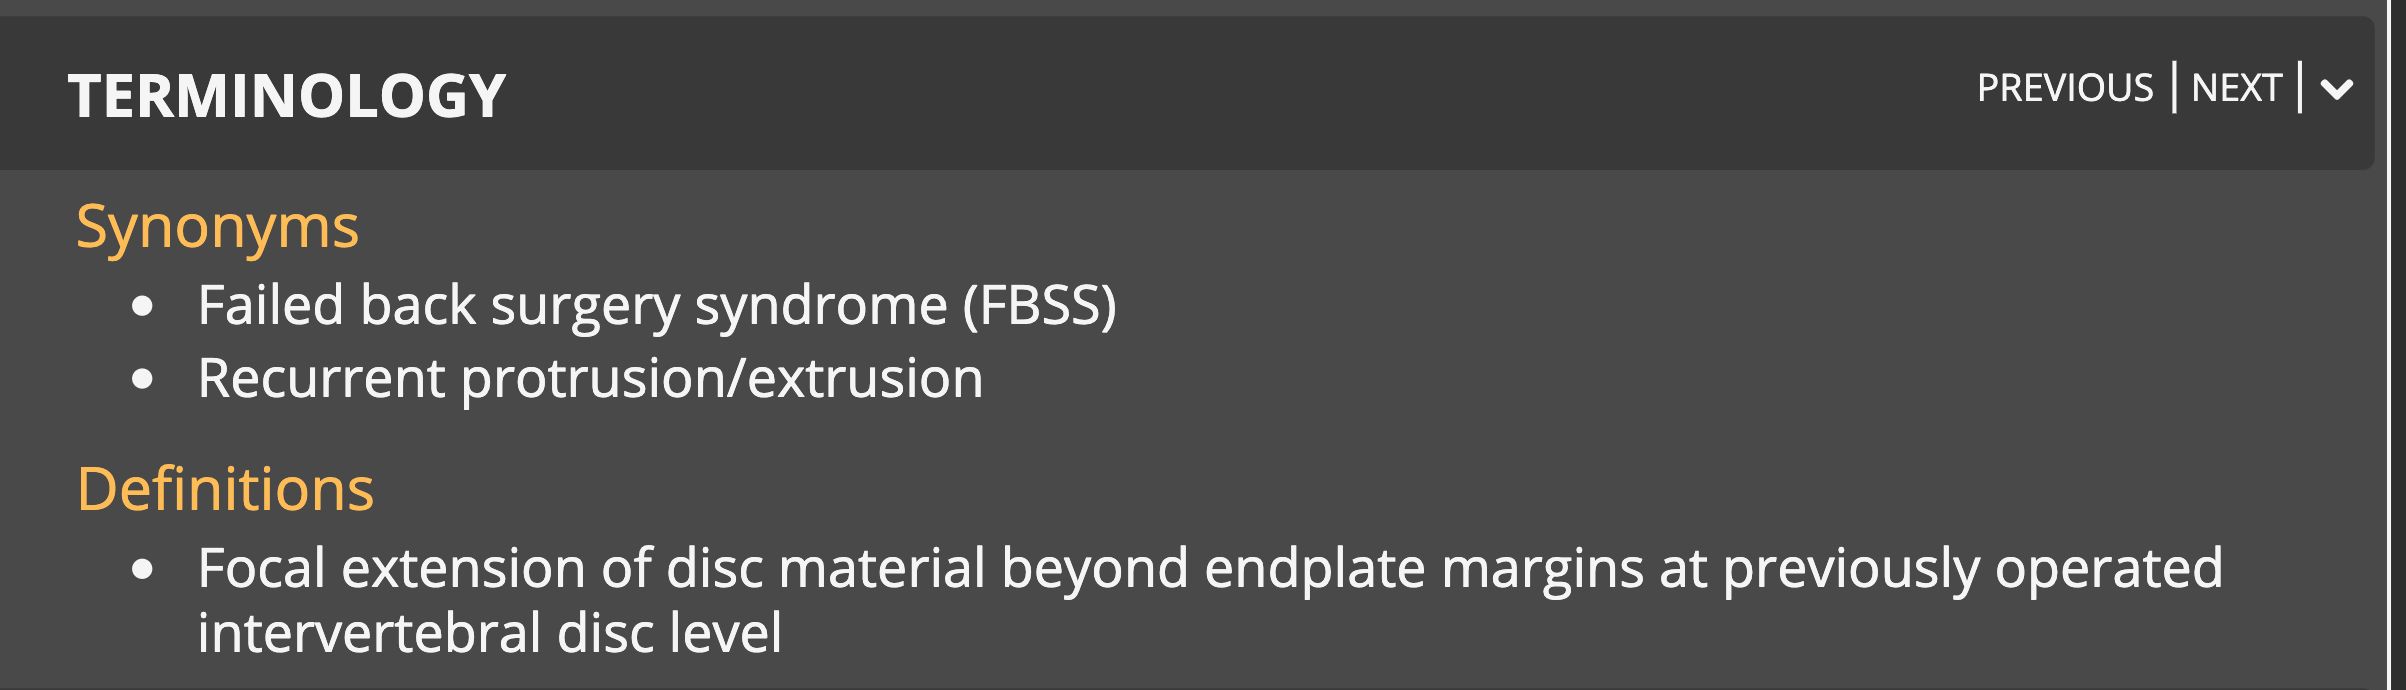 TERMINOLOGY
PREVIOUS | NEXT |
Synonyms
• Failed back surgery syndrome (FBSS)
• Recurrent protrusion/extrusion
Definitions
• Focal extension of disc material beyond endplate margins at previously operated
intervertebral disc level